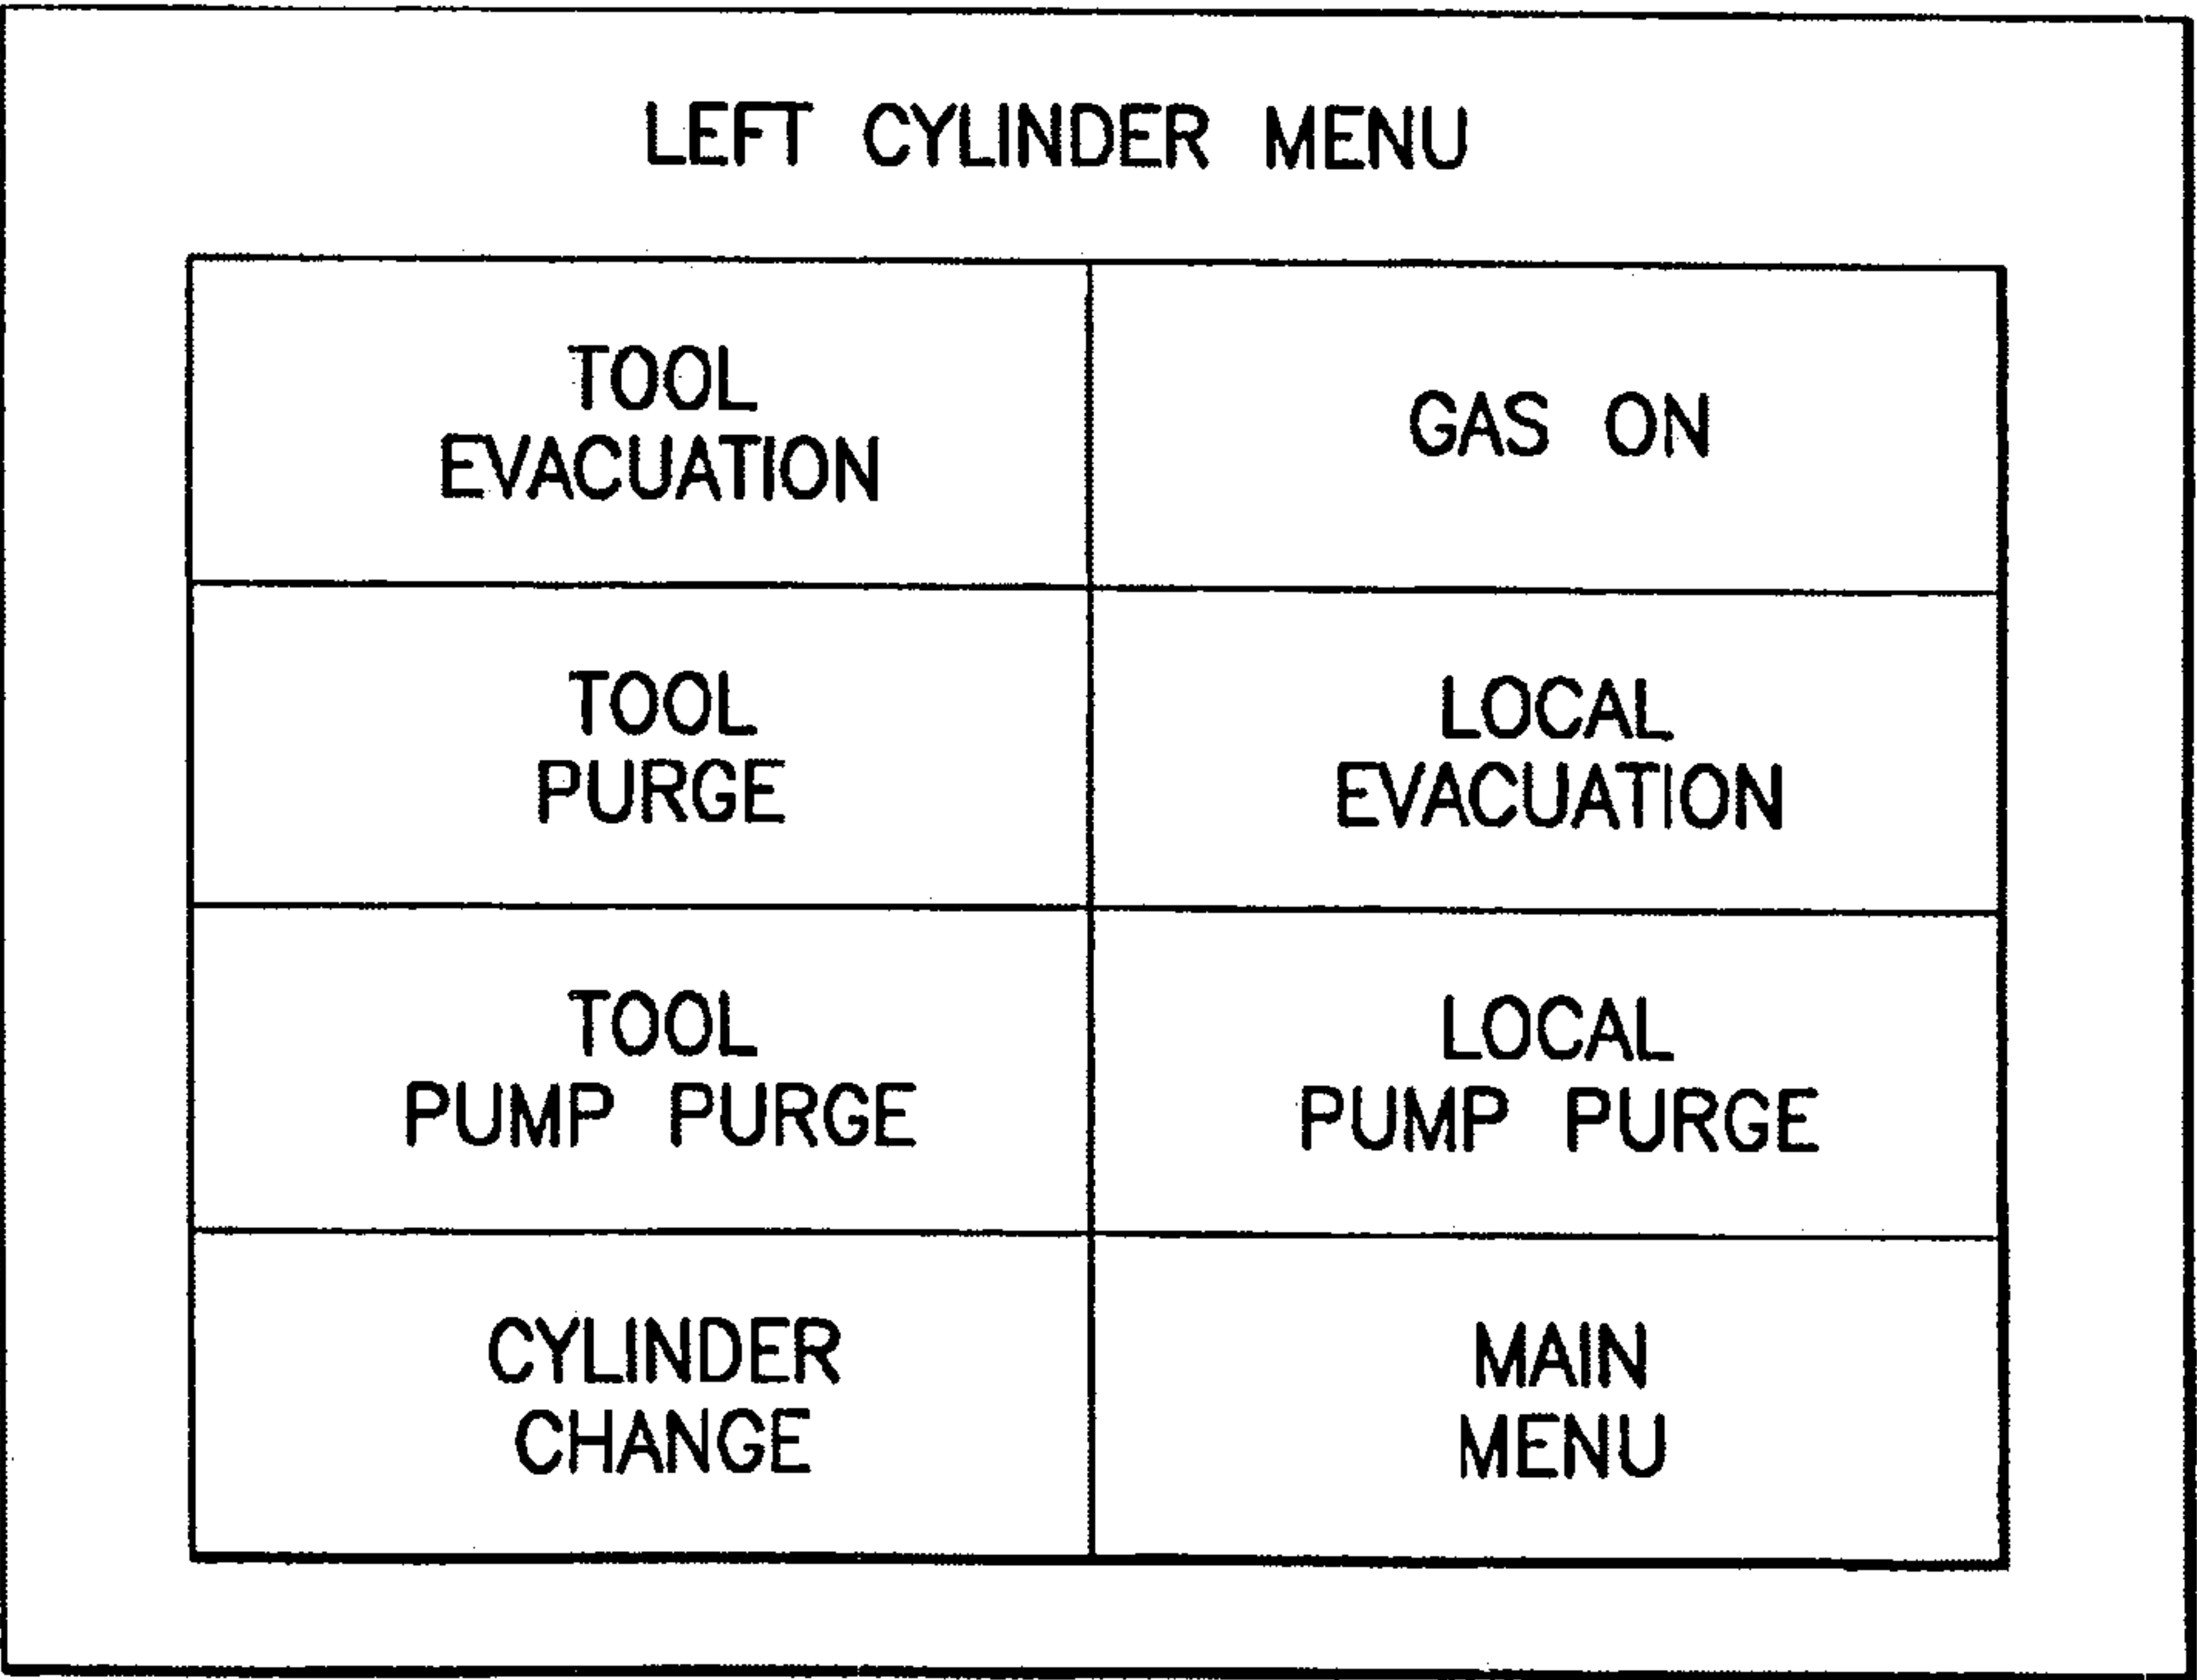 LEFT CYLINDER MENU
TOOL
EVACUATION
GAS ON
TOOL
PURGE
LOCAL
EVACUATION
TOOL
PUMP PURGE
LOCAL
PUMP PURGE
CYLINDER
CHANGE
MAIN
MENU